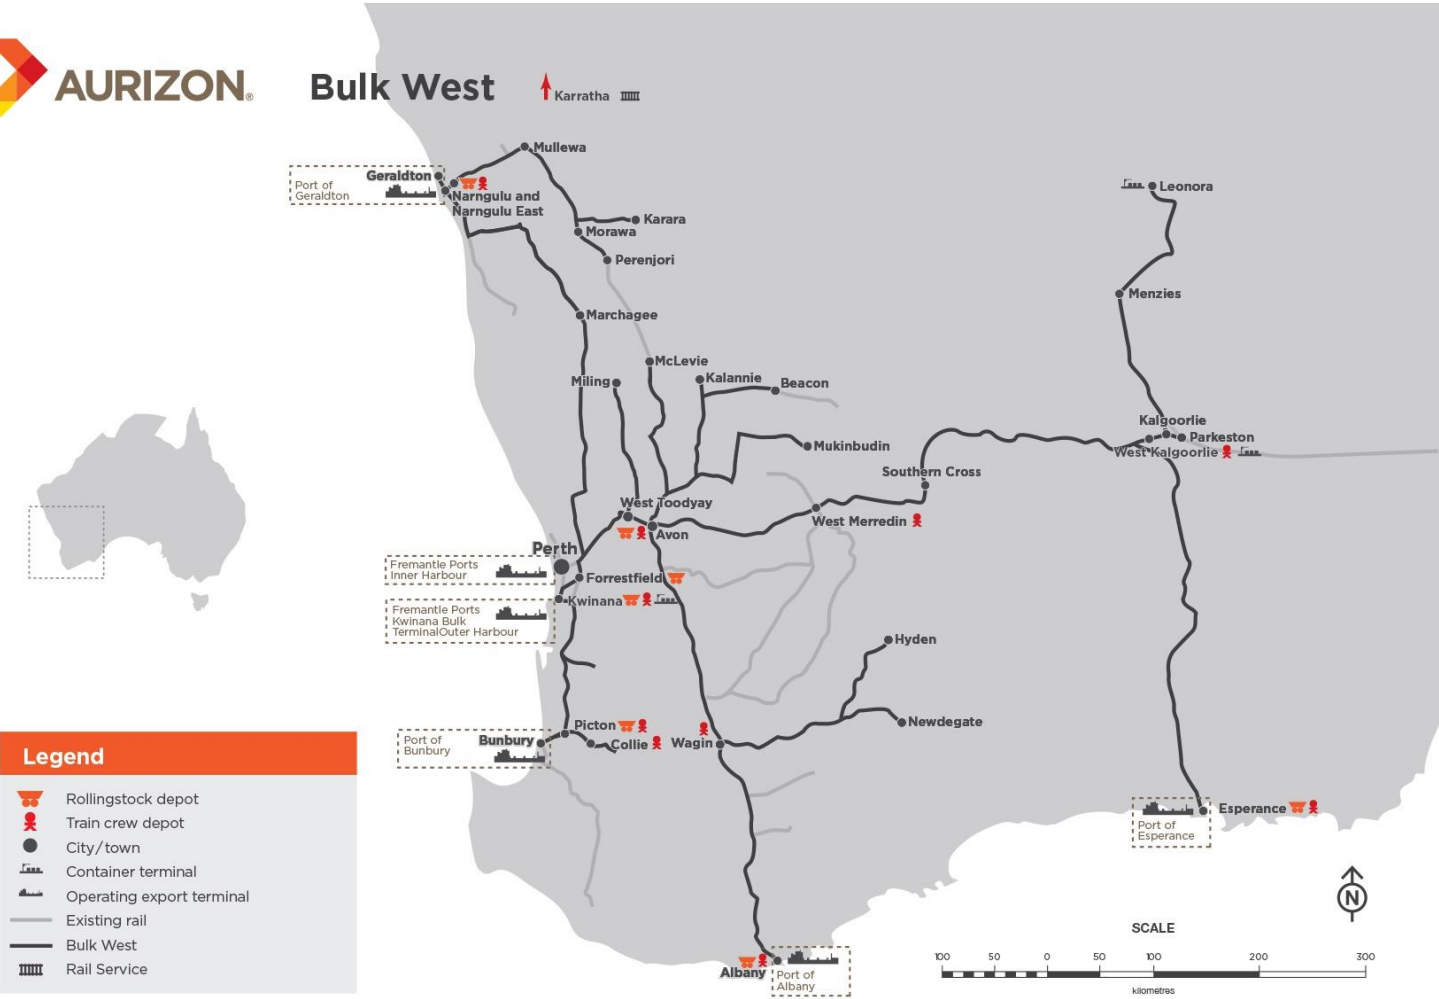 AURIZON®
Bulk West
Karratha
Mullewa
Geraldton
Port of
Geraldton
Narngulu and
Narngulu East
Karara
Morawa
Perenjori
Leonora
Menzies
Marchagee
McLevie
Miling
Kalannie
Beacon
Mukinbudin
Kalgoorlie
Parkeston
West Kalgoorlie
Southern Cross
West Toodyay
West Merredin
Avon
Perth
Fremantle Ports
Inner Harbour
Forrestfield
Kwinana
Fremantle Ports
Kwinana Bulk
TerminalOuter Harbour
Hyden
Newdegate
Picton
Port of
Bunbury
Bunbury
Collie
Wagin
Esperance
Port of
Esperance
Albany
Port of
Albany
Legend
Rollingstock depot
Train crew depot
City/town
Container terminal
Operating export terminal
Existing rail
Bulk West
Rail Service
N
SCALE
100 50 0 50 100 200 300
kilometres